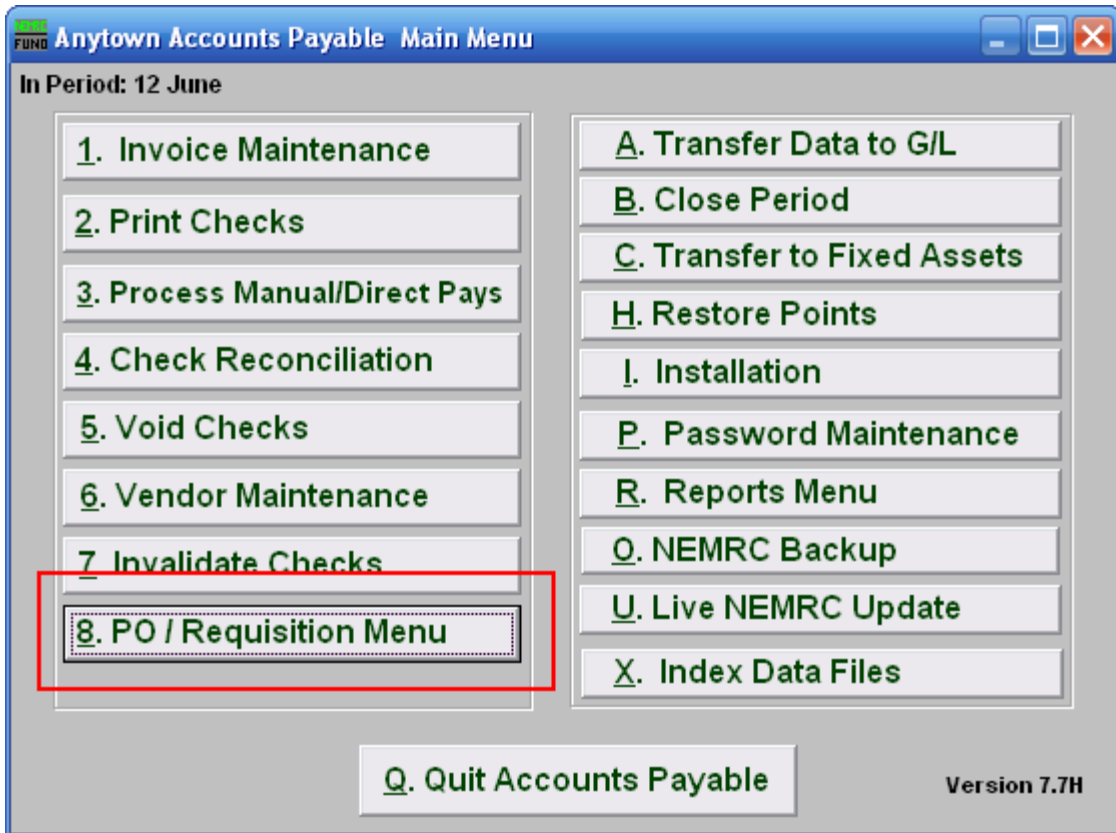 NEMRC
FUND
Anytown Accounts Payable Main Menu
In Period: 12 June
1. Invoice Maintenance
2. Print Checks
3. Process Manual/Direct Pays
4. Check Reconciliation
5. Void Checks
6. Vendor Maintenance
7 Invalidate Checks
8. PO / Requisition Menu
A. Transfer Data to G/L
B. Close Period
C. Transfer to Fixed Assets
H. Restore Points
I. Installation
P. Password Maintenance
R. Reports Menu
O. NEMRC Backup
U. Live NEMRC Update
X. Index Data Files
Q. Quit Accounts Payable
Version 7.7H